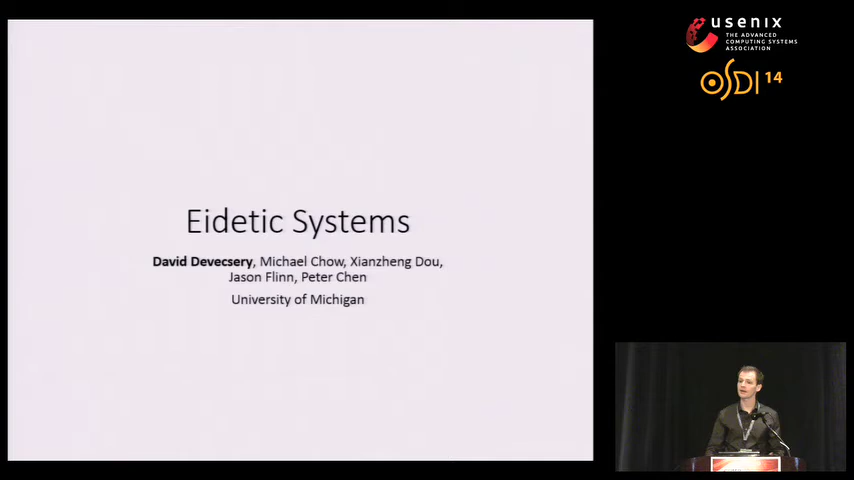 Eidetic Systems
David Devecsery, Michael Chow, Xianzheng Dou,
Jason Flinn, Peter Chen
University of Michigan
usenix
THE ADVANCED
COMPUTING SYSTEMS
ASSOCIATION
OSDI 14